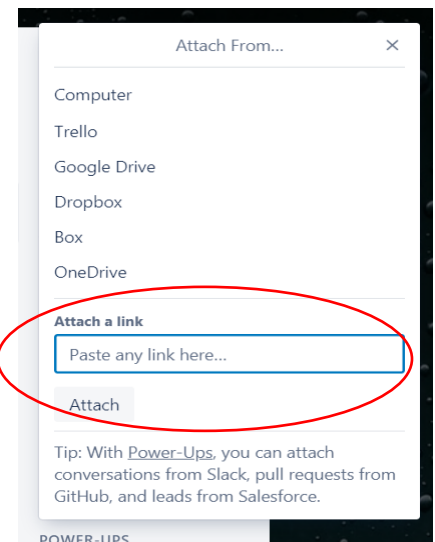 Attach From...
Computer
Trello
Google Drive
Dropbox
Box
OneDrive
Attach a link
Paste any link here...
Attach
Tip: With Power-Ups, you can attach
conversations from Slack, pull requests from
GitHub, and leads from Salesforce.
POWER-UPS